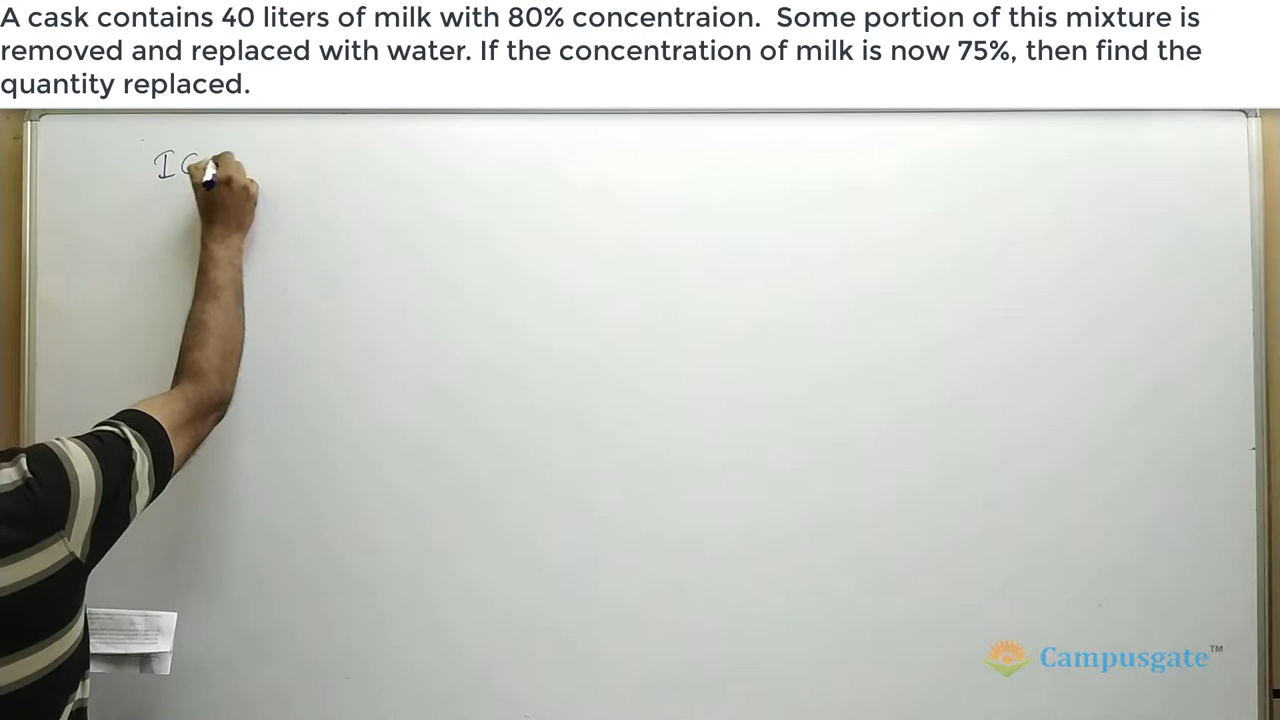 A cask contains 40 liters of milk with 80% concentraion. Some portion of this mixture is
removed and replaced with water. If the concentration of milk is now 75%, then find the
quantity replaced.
I C
Campusgate™